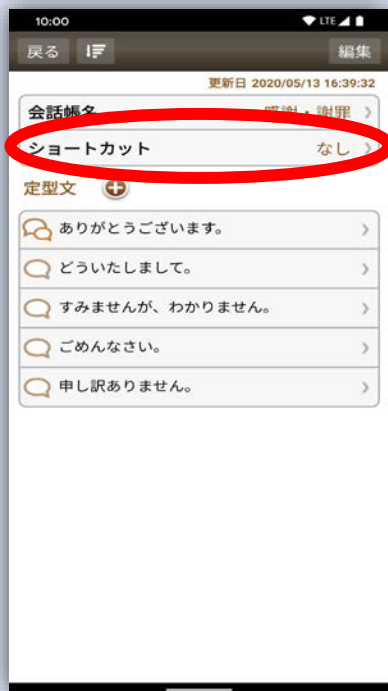 10:00 LTE
戻る 編集
更新日 2020/05/13 16:39:32
会話帳名 感謝・謝罪
ショートカット なし
定型文
ありがとうございます。
どういたしまして。
すみませんが、わかりません。
ごめんなさい。
申し訳ありません。